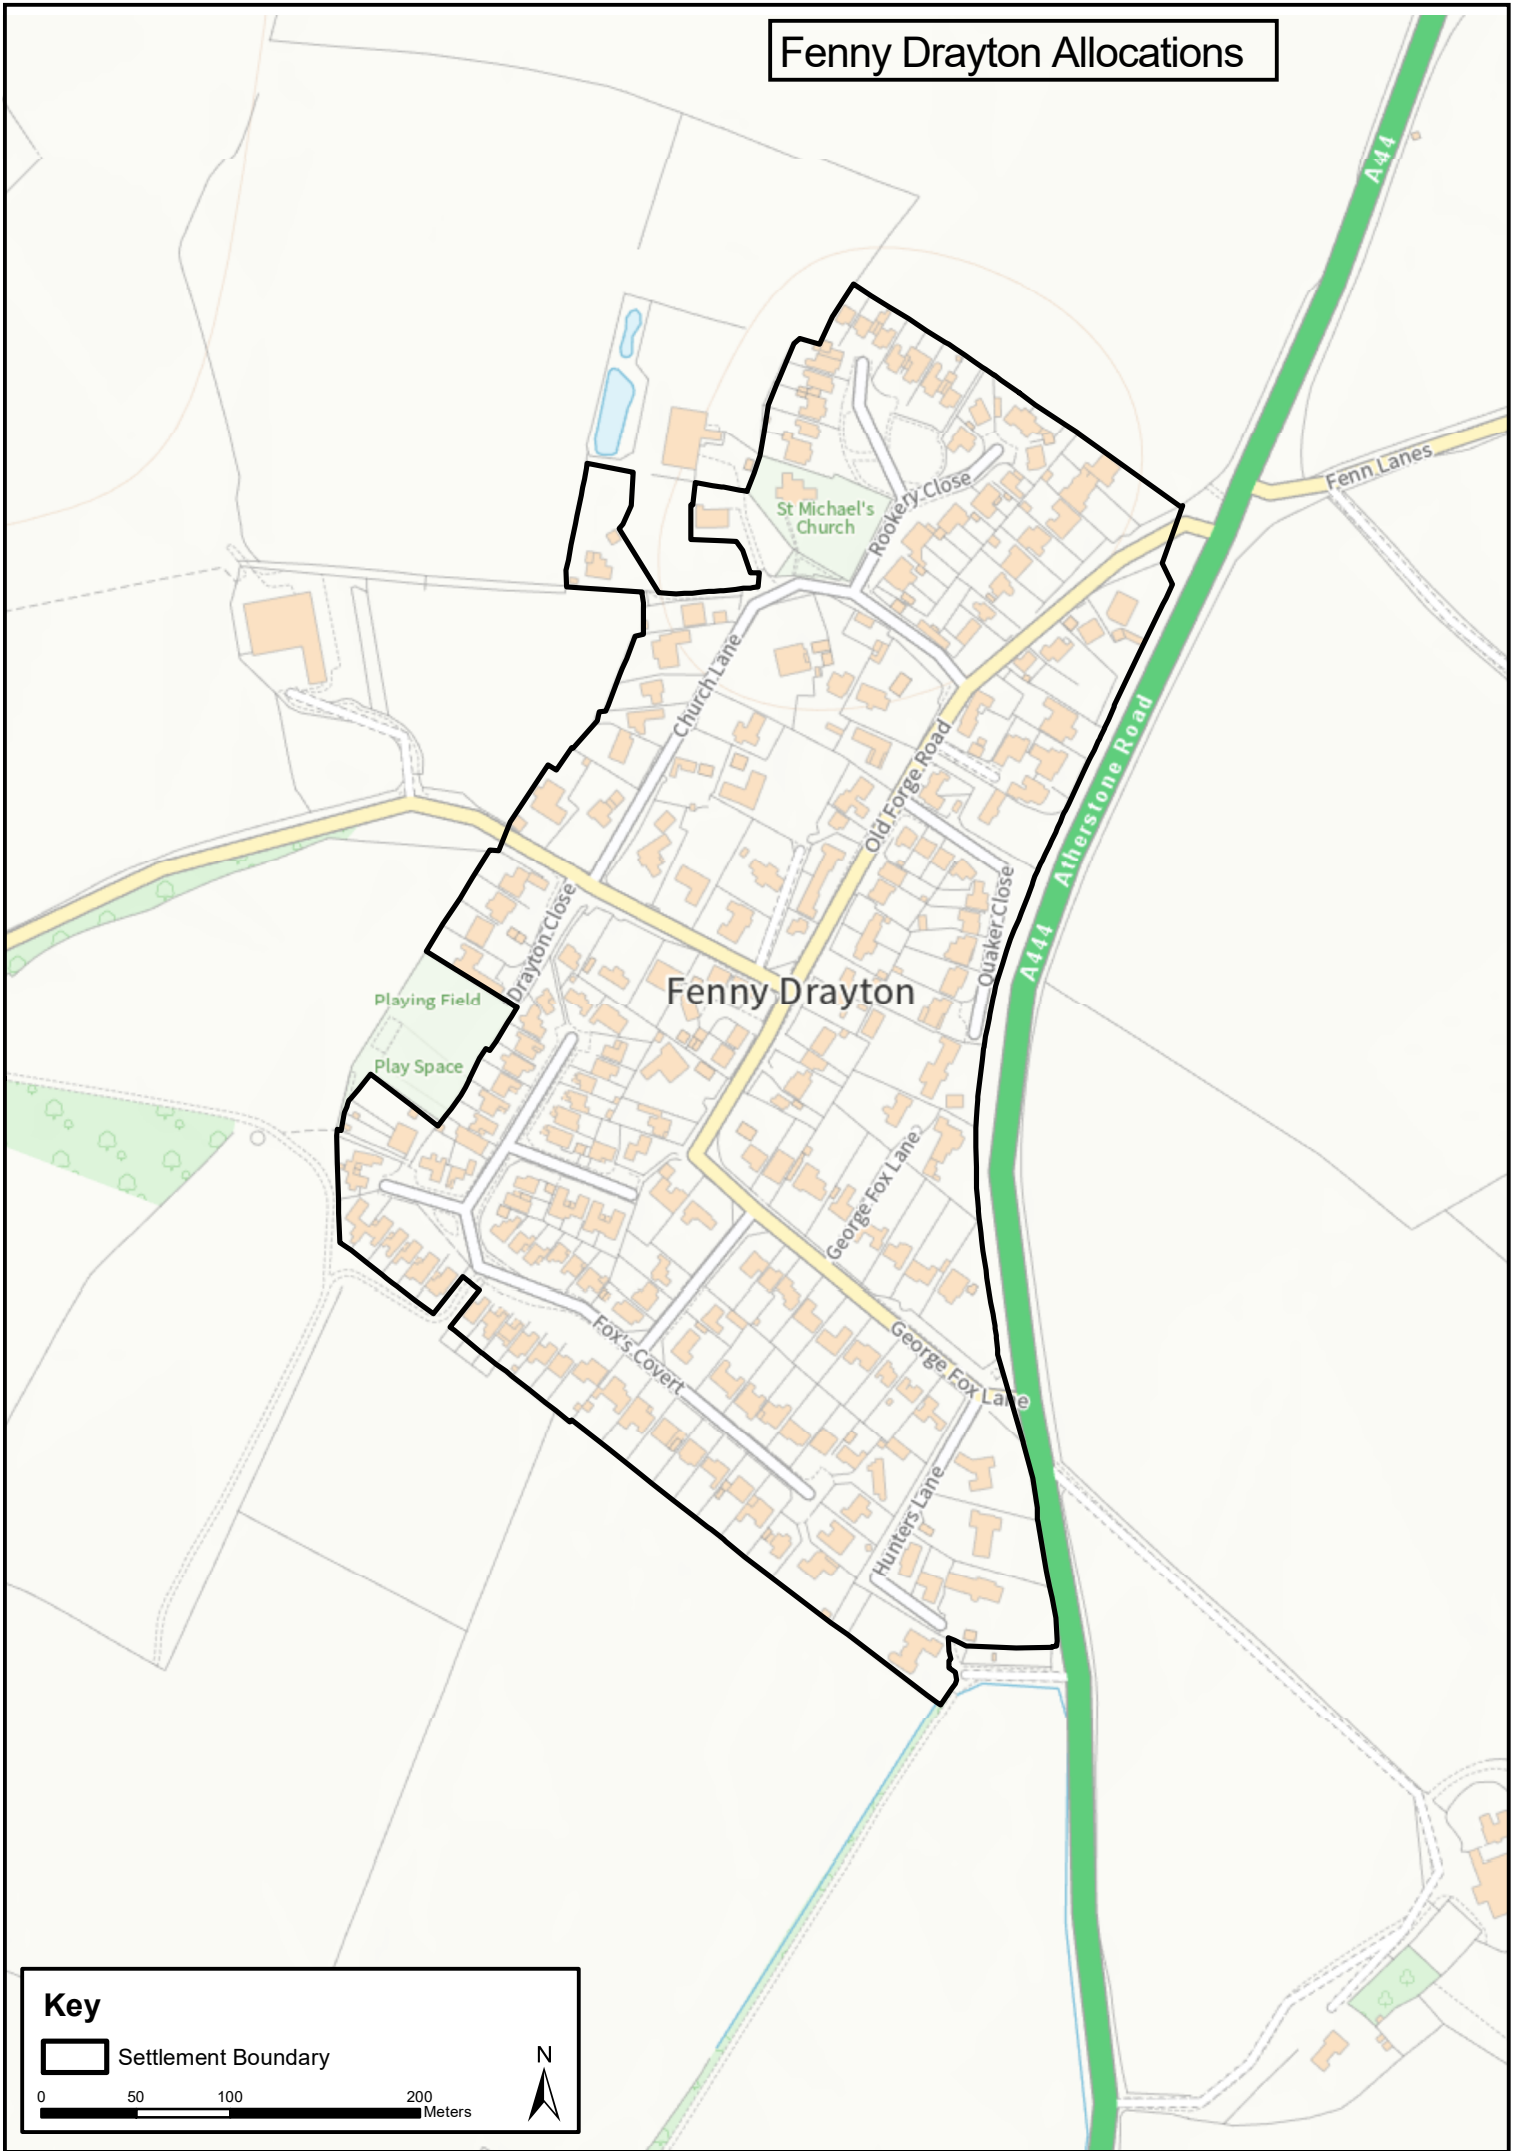 Fenny Drayton Allocations
A44
Fenn Lanes
St Michael's
Church
Rookery Close
Church Lane
Old Forge Road
Atherstone Road
A444
Quaker Close
Drayton Close
Fenny Drayton
Playing Field
Play Space
George Fox Lane
Fox's Covert
George Fox Lane
Hunters Lane
Key
Settlement Boundary
N
0 50 100 200
Meters